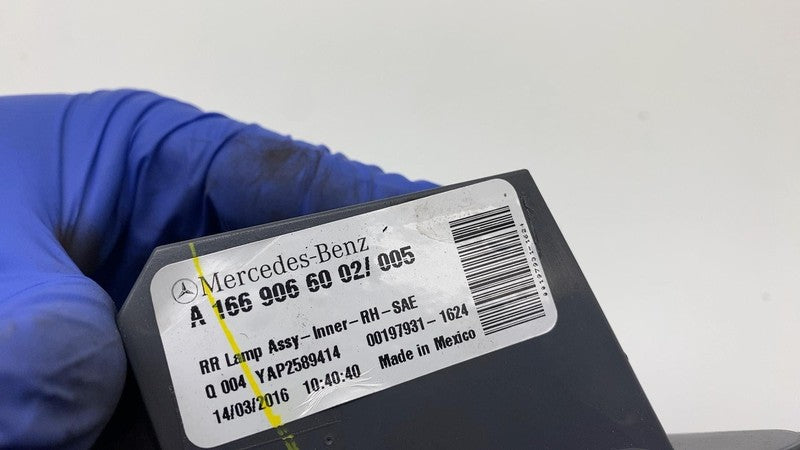 Mercedes-Benz
A 166 906 60 02/ 005
RR Lamp Assy-Inner-RH-SAE
Q 004 YAP2589414 00197931-1624
14/03/2016 10:40:40 Made in Mexico